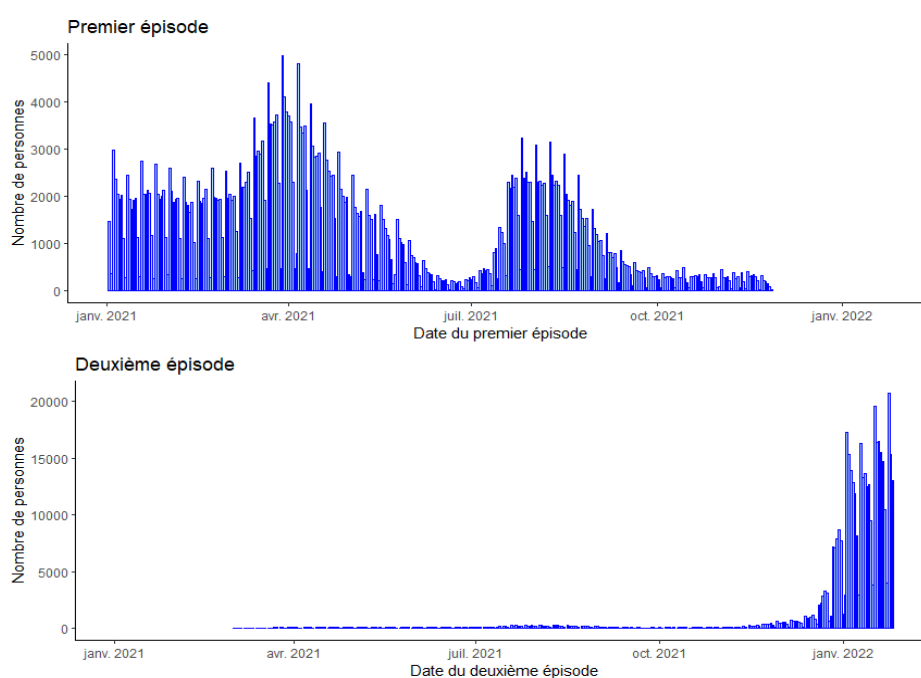 Premier épisode
Nombre de personnes
5000
4000
3000
2000
1000
0
janv. 2021 avr. 2021 juil. 2021 oct. 2021 janv. 2022
Date du premier épisode
Deuxième épisode
Nombre de personnes
20000
15000
10000
5000
0
janv. 2021 avr. 2021 juil. 2021 oct. 2021 janv. 2022
Date du deuxième épisode